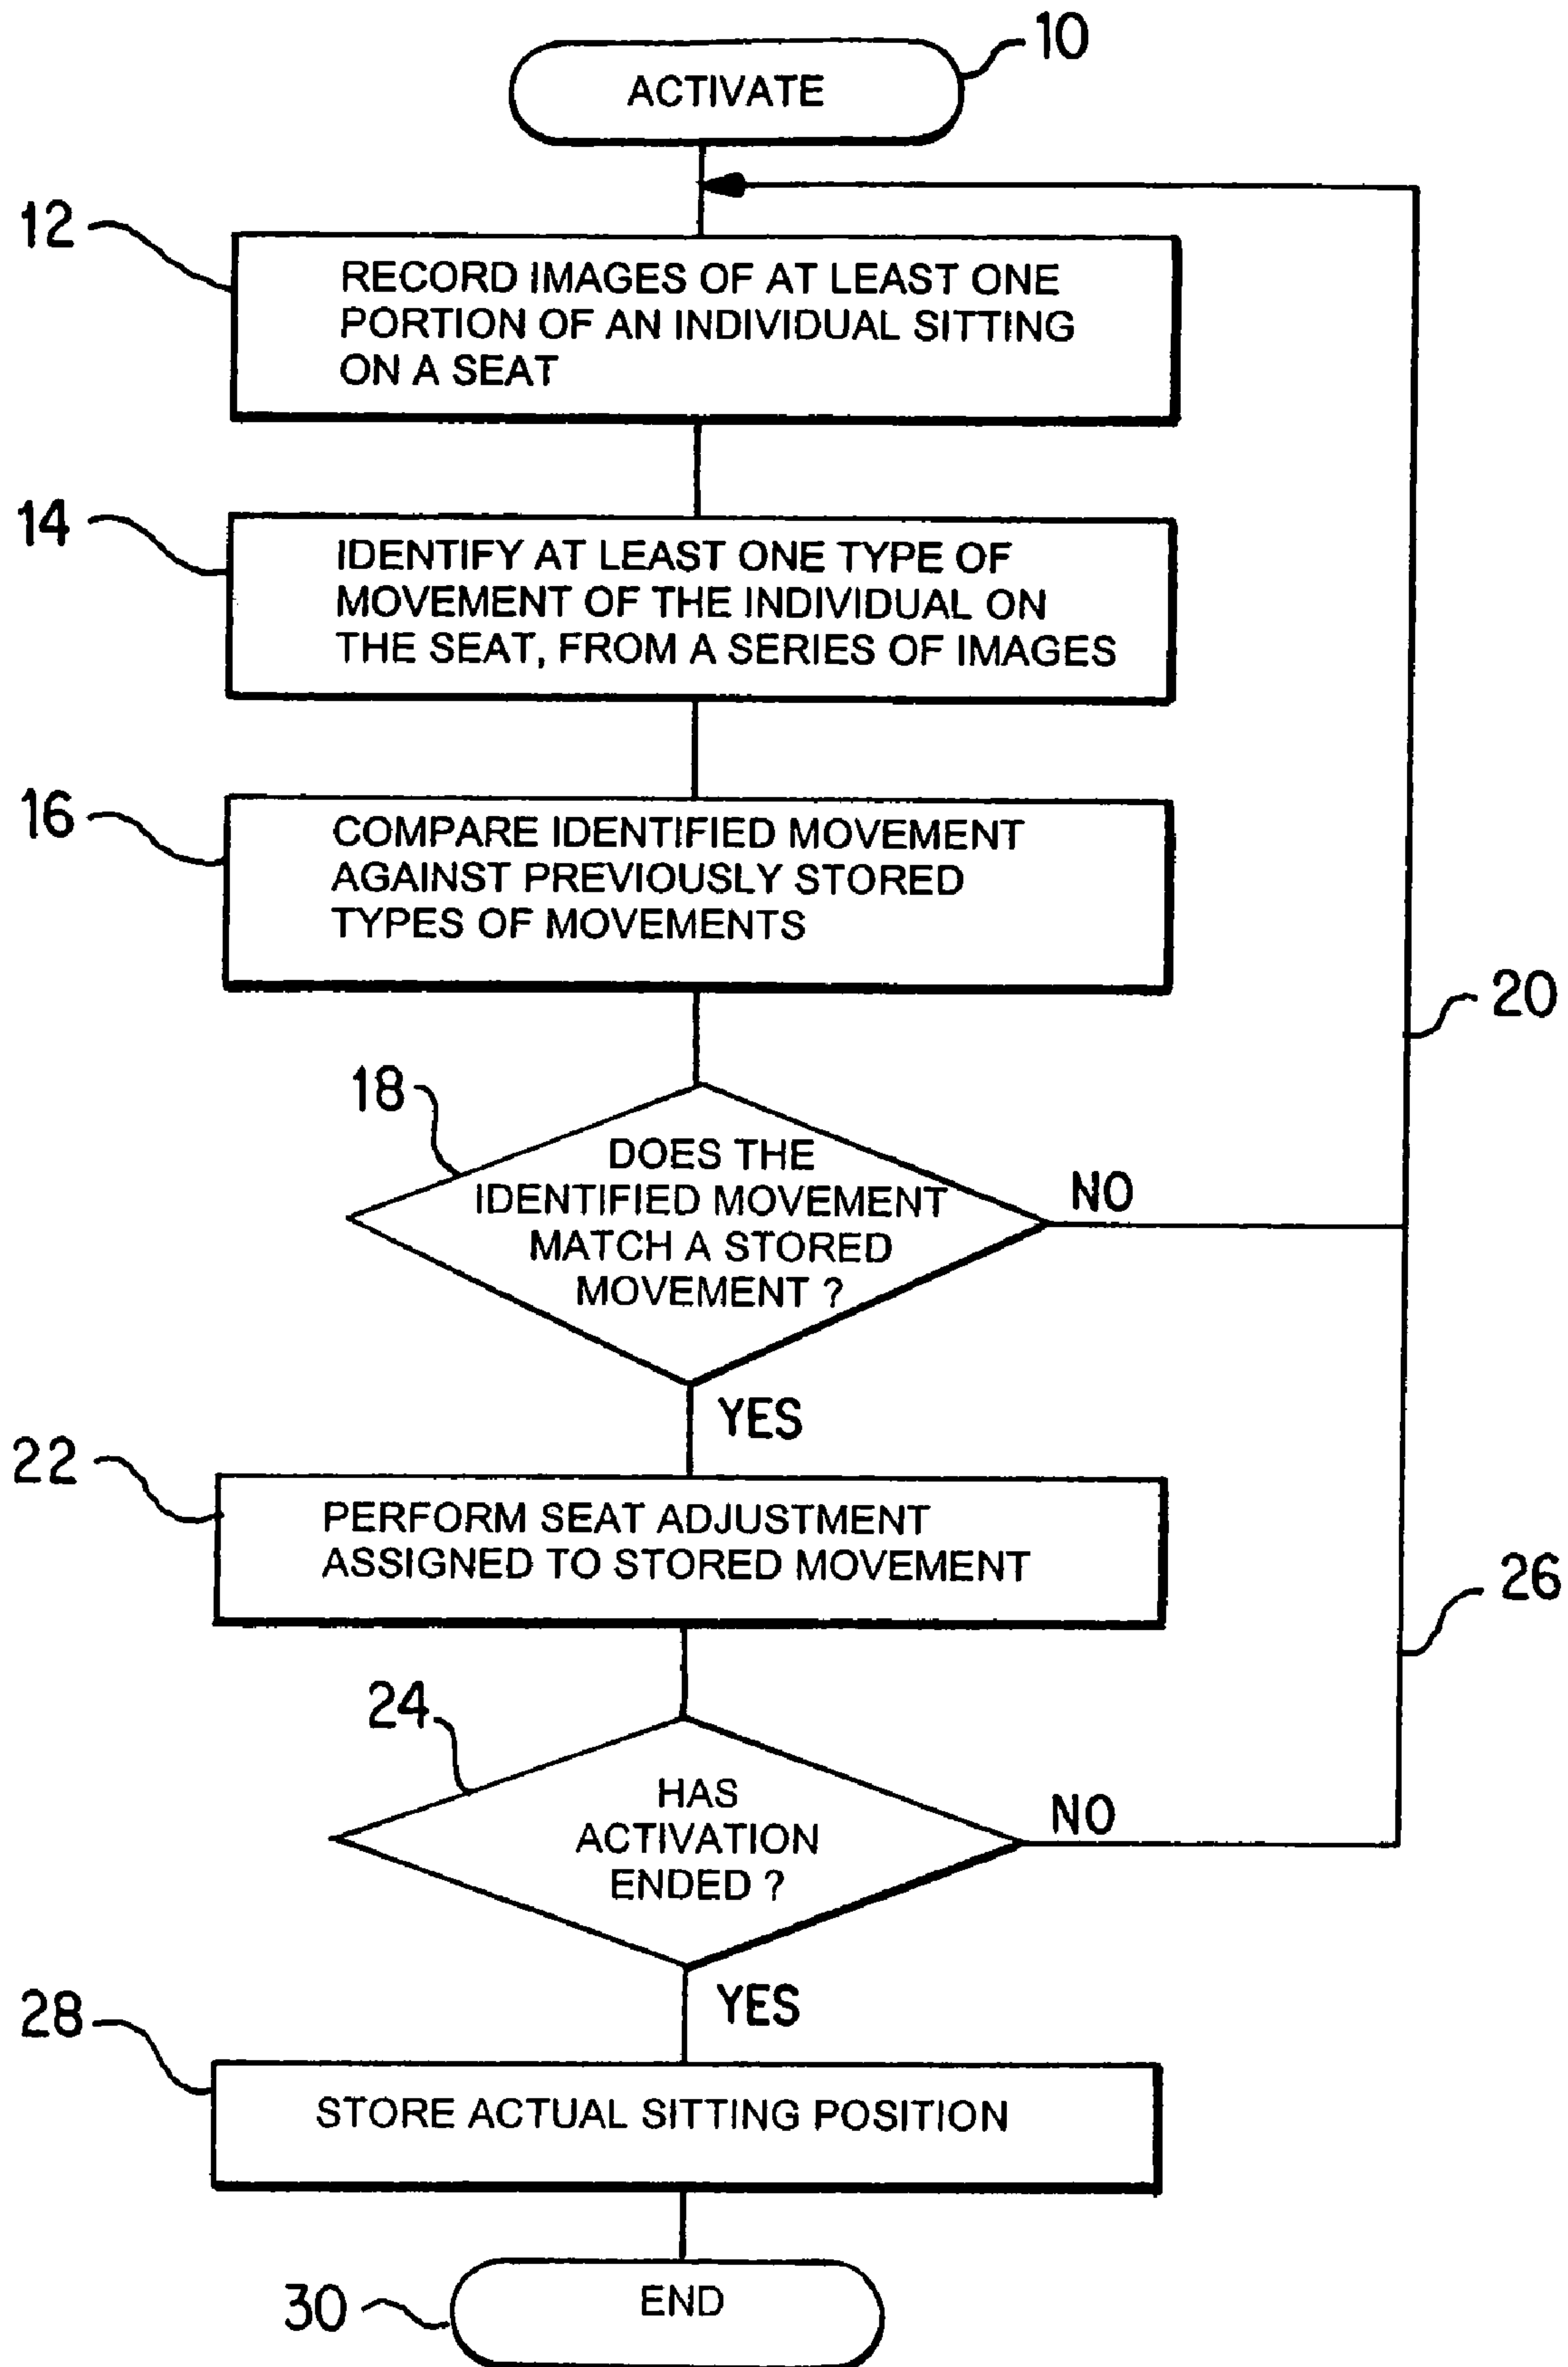 10
ACTIVATE
12
RECORD IMAGES OF AT LEAST ONE
PORTION OF AN INDIVIDUAL SITTING
ON A SEAT
14
IDENTIFY AT LEAST ONE TYPE OF
MOVEMENT OF THE INDIVIDUAL ON
THE SEAT, FROM A SERIES OF IMAGES
16
COMPARE IDENTIFIED MOVEMENT
AGAINST PREVIOUSLY STORED
TYPES OF MOVEMENTS
20
18
DOES THE
IDENTIFIED MOVEMENT
MATCH A STORED
MOVEMENT ?
NO
YES
22
PERFORM SEAT ADJUSTMENT
ASSIGNED TO STORED MOVEMENT
26
24
HAS
ACTIVATION
ENDED ?
NO
YES
28
STORE ACTUAL SITTING POSITION
30
END